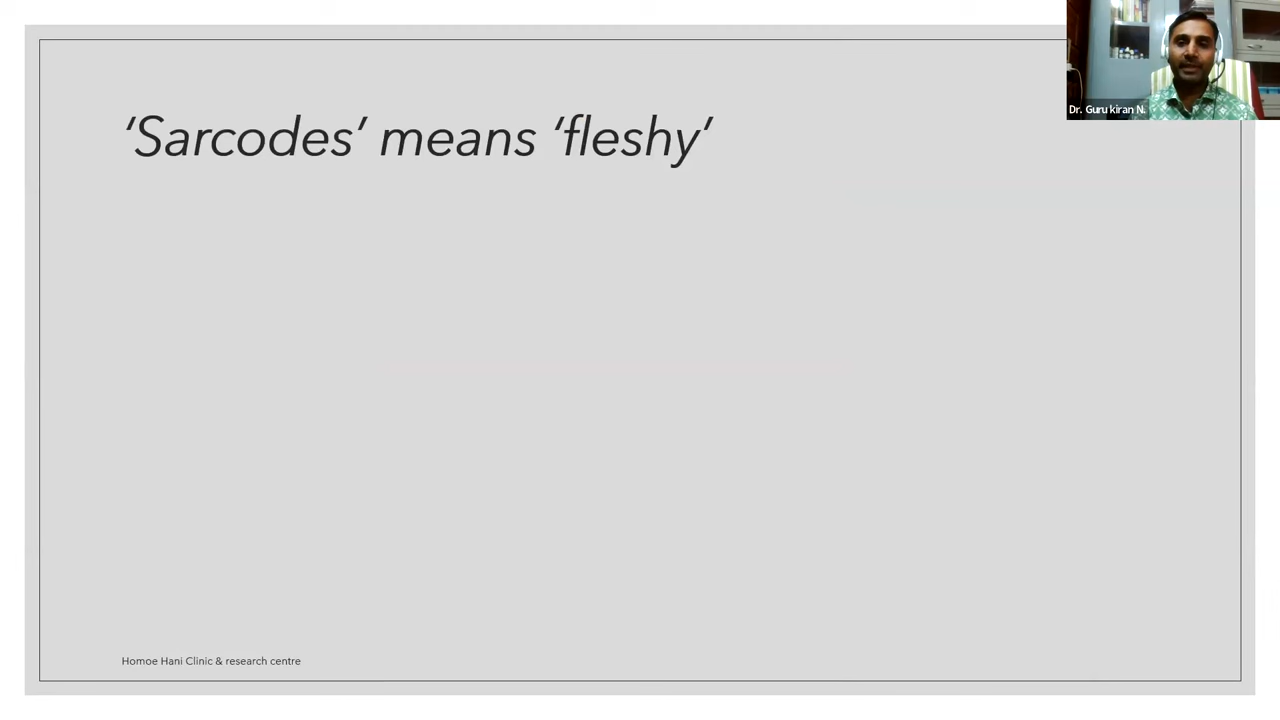 ‘Sarcodes’ means ‘fleshy’
Dr. Guru kiran N.
Homoe Hani Clinic & research centre